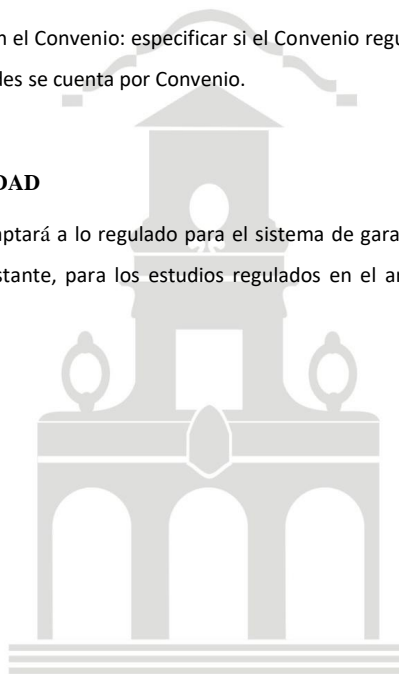 n el Convenio: especificar si el Convenio regu
les se cuenta por Convenio.
DAD
aptará a lo regulado para el sistema de gara
stante, para los estudios regulados en el ar